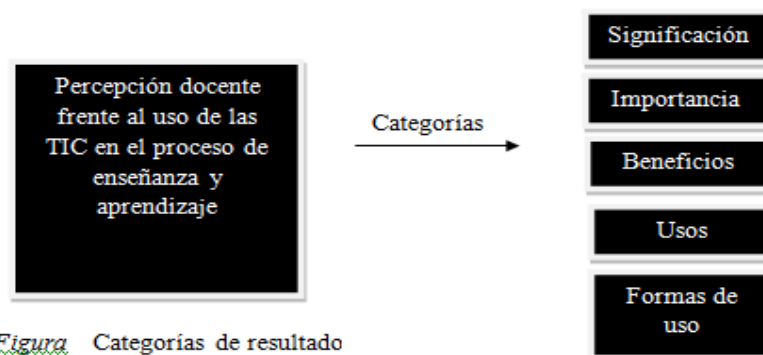 Percepción docente
frente al uso de las
TIC en el proceso de
enseñanza y
aprendizaje
Categorías
Significación
Importancia
Beneficios
Usos
Formas de
uso
Figura Categorías de resultado